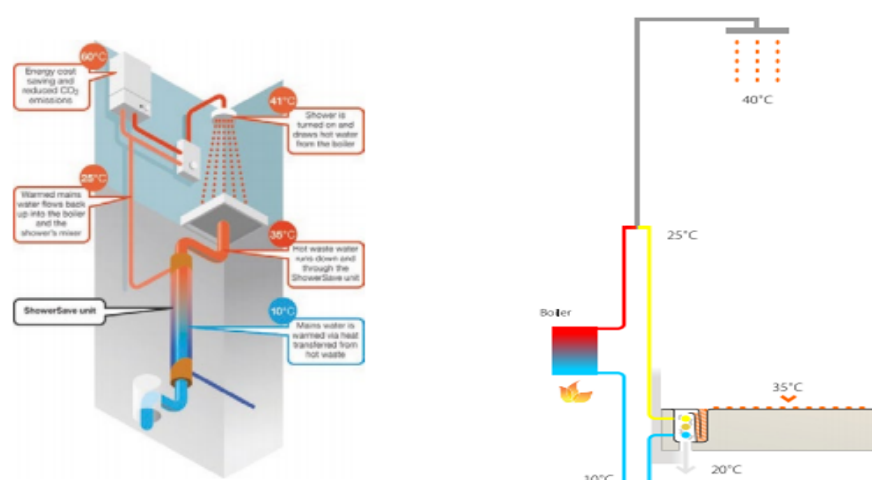 60°C
Energy cost
saving and
reduced CO₂
emissions
41°C
Shower is
turned on and
draws hot water
from the boiler
25°C
Warmed mains
water flows back
up into the boiler
and the
shower's mixer
35°C
Hot waste water
runs down and
through the
ShowerSave unit
ShowerSave unit
10°C
Mains water is
warmed via heat
transferred from
hot waste
40°C
25°C
Boiler
35°C
20°C
10°C